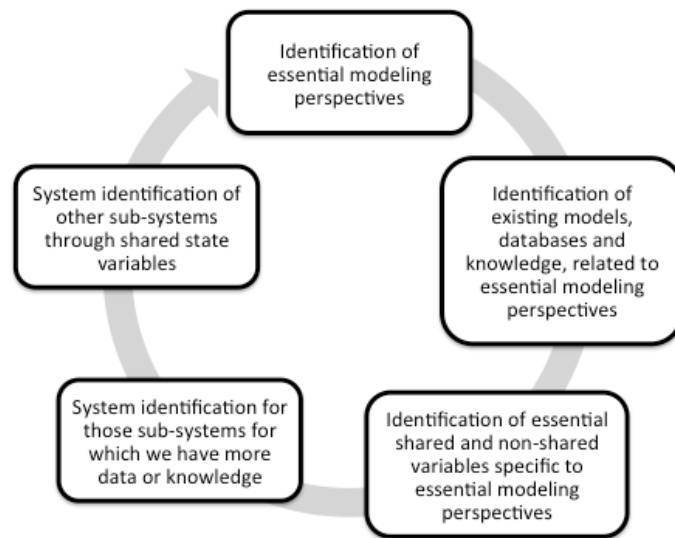 Identification of
essential modeling
perspectives
Identification of
existing models,
databases and
knowledge, related to
essential modeling
perspectives
Identification of essential
shared and non-shared
variables specific to
essential modeling
perspectives
System identification for
those sub-systems for
which we have more
data or knowledge
System identification of
other sub-systems
through shared state
variables